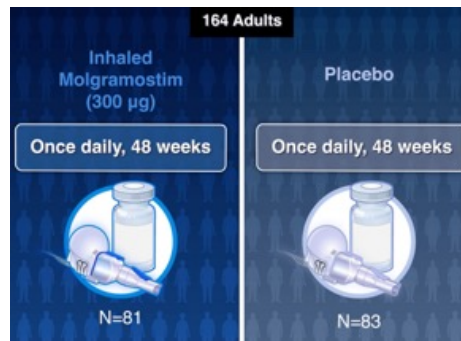 164 Adults
Inhaled
Molgramostim
(300 µg)
Once daily, 48 weeks
N=81
Placebo
Once daily, 48 weeks
N=83